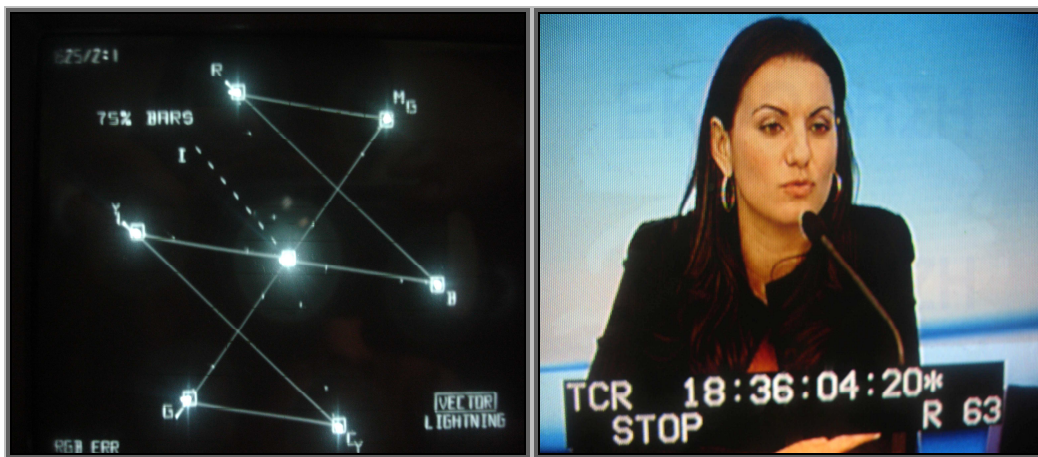 625/2:1
R
MG
75% BARS
I
YL
B
G
CY
VECTOR
LIGHTNING
RGB ERR
TCR 18:36:04:20*
STOP R 63